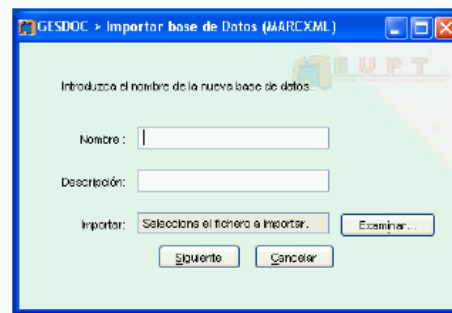 GESDOC > Importar base de Datos (MARCXML)
EUPT
Introduzca el nombre de la nueva base de datos
Nombre :
Descripción:
Importar: Seleccione el fichero a importar. Examinar...
Siguiente Cancelar